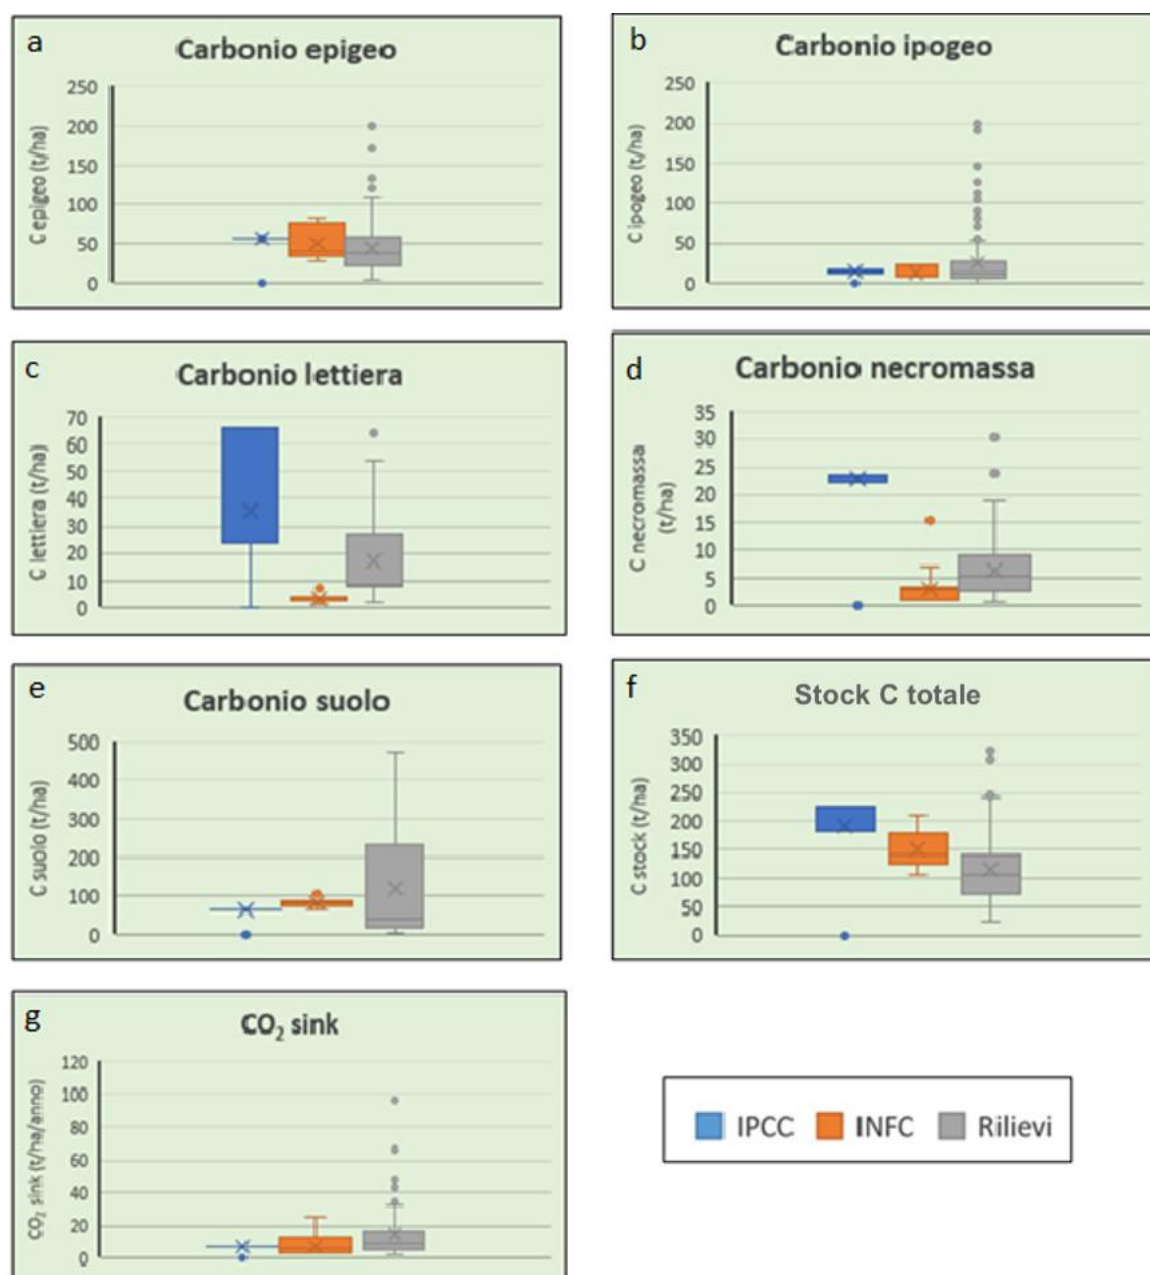 a
Carbonio epigeo
C epigeo (t/ha)
250
200
150
100
50
0
b
Carbonio ipogeo
C ipogeo (t/ha)
250
200
150
100
50
0
c
Carbonio lettiera
C lettiera (t/ha)
70
60
50
40
30
20
10
0
d
Carbonio necromassa
C necromassa
(t/ha)
35
30
25
20
15
10
5
0
e
Carbonio suolo
C suolo (t/ha)
500
400
300
200
100
0
f
Stock C totale
C stock (t/ha)
350
300
250
200
150
100
50
0
g
CO₂ sink
CO₂ sink (t/ha/anno)
120
100
80
60
40
20
0
IPCC INFC Rilievi